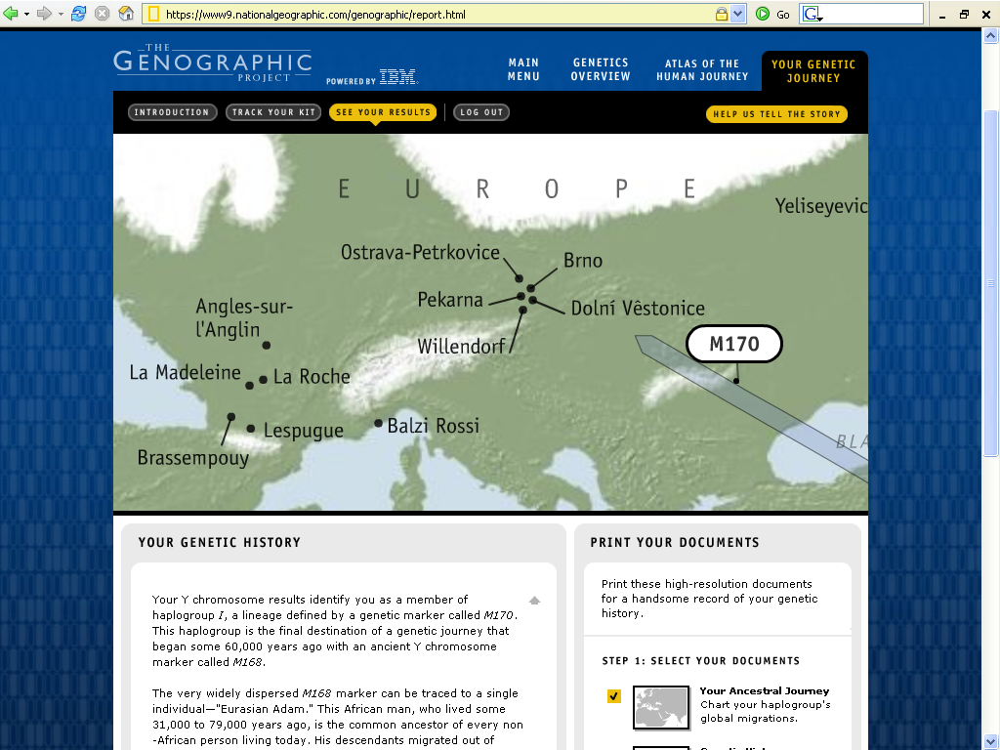 https://www9.nationalgeographic.com/genographic/report.html
Go
G
THE
GENOGRAPHIC
PROJECT
POWERED BY IBM
MAIN
MENU
GENETICS
OVERVIEW
ATLAS OF THE
HUMAN JOURNEY
YOUR GENETIC
JOURNEY
INTRODUCTION
TRACK YOUR KIT
SEE YOUR RESULTS
LOG OUT
HELP US TELL THE STORY
EUROPE
Yeliseyevic
Ostrava-Petrkovice
Brno
Pekarna
Dolní Vêstonice
Angles-sur-
l'Anglin
Willendorf
M170
La Madeleine
La Roche
Lespugue
Balzi Rossi
BLA
Brassempouy
YOUR GENETIC HISTORY
Your Y chromosome results identify you as a member of
haplogroup I, a lineage defined by a genetic marker called M170.
This haplogroup is the final destination of a genetic journey that
began some 60,000 years ago with an ancient Y chromosome
marker called M168.
The very widely dispersed M168 marker can be traced to a single
individual—"Eurasian Adam." This African man, who lived some
31,000 to 79,000 years ago, is the common ancestor of every non
-African person living today. His descendants migrated out of
PRINT YOUR DOCUMENTS
Print these high-resolution documents
for a handsome record of your genetic
history.
STEP 1: SELECT YOUR DOCUMENTS
Your Ancestral Journey
Chart your haplogroup's
global migrations.